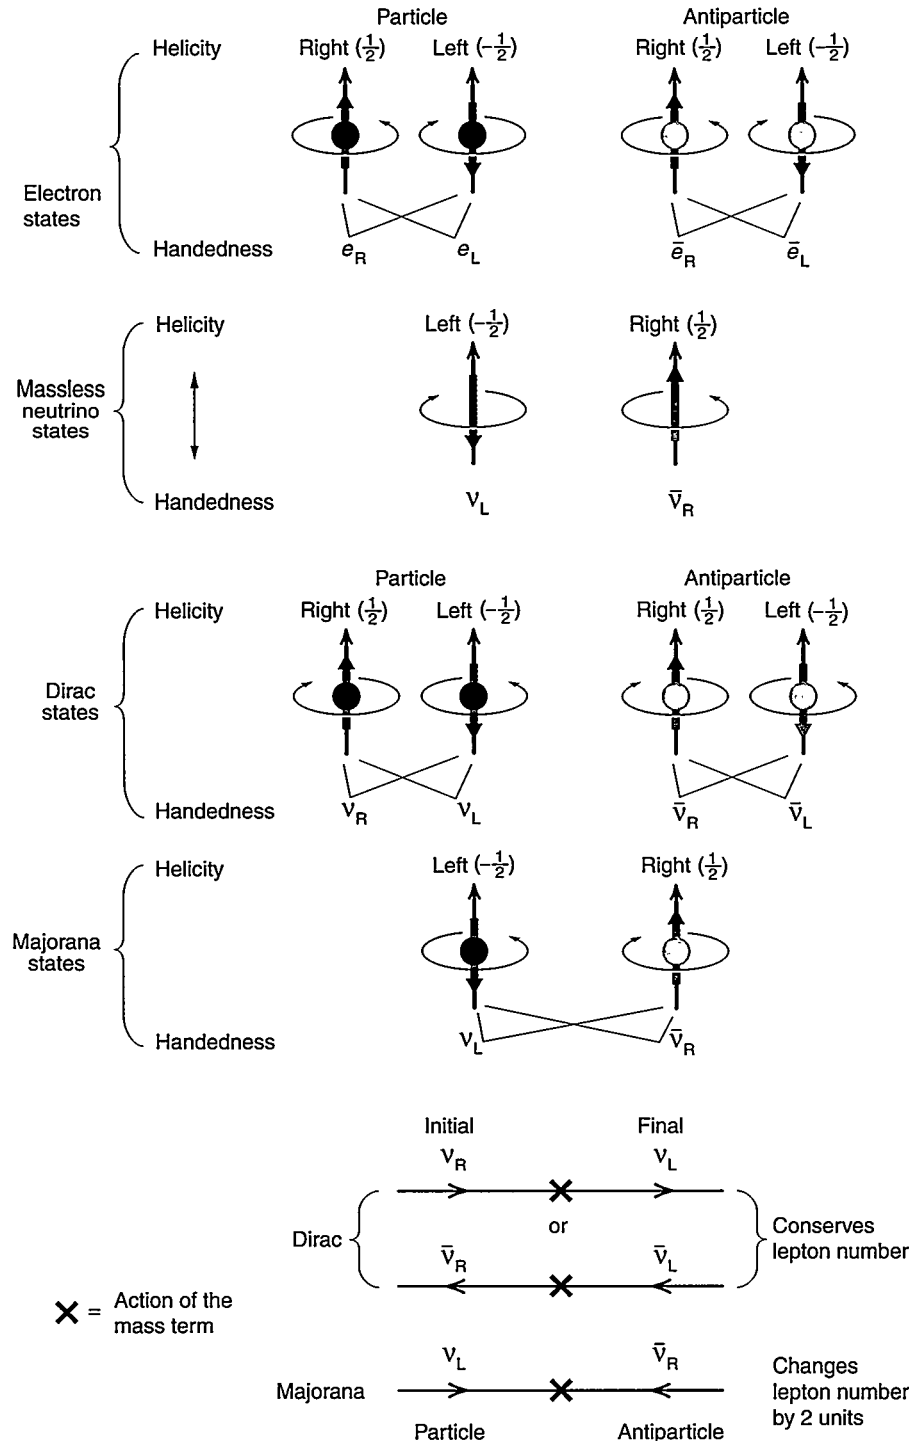 Particle Antiparticle
Helicity Right (1/2) Left (−1/2) Right (1/2) Left (−1/2)
Electron
states
Handedness e_R e_L ē_R ē_L
Helicity Left (−1/2) Right (1/2)
Massless
neutrino
states
Handedness ν_L ν̄_R
Particle Antiparticle
Helicity Right (1/2) Left (−1/2) Right (1/2) Left (−1/2)
Dirac
states
Handedness ν_R ν_L ν̄_R ν̄_L
Helicity Left (−1/2) Right (1/2)
Majorana
states
Handedness ν_L ν̄_R
Initial Final
ν_R ν_L
Dirac or Conserves
lepton number
ν̄_R ν̄_L
× = Action of the
mass term
ν_L ν̄_R
Majorana Changes
lepton number
by 2 units
Particle Antiparticle